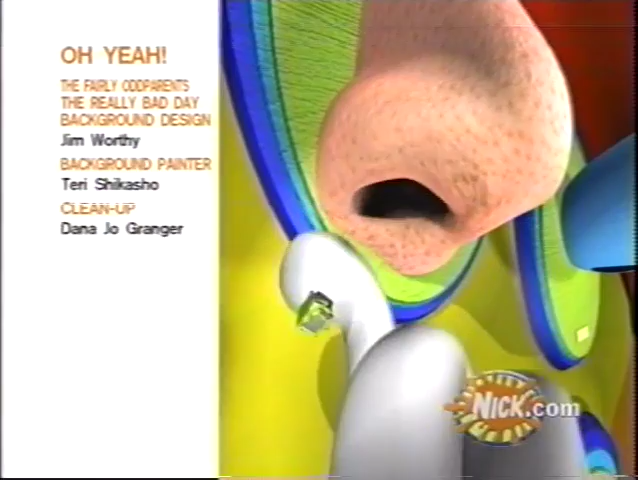 OH YEAH!
THE FAIRLY ODDPARENTS
THE REALLY BAD DAY
BACKGROUND DESIGN
Jim Worthy
BACKGROUND PAINTER
Teri Shikasho
CLEAN-UP
Dana Jo Granger
NICK.com